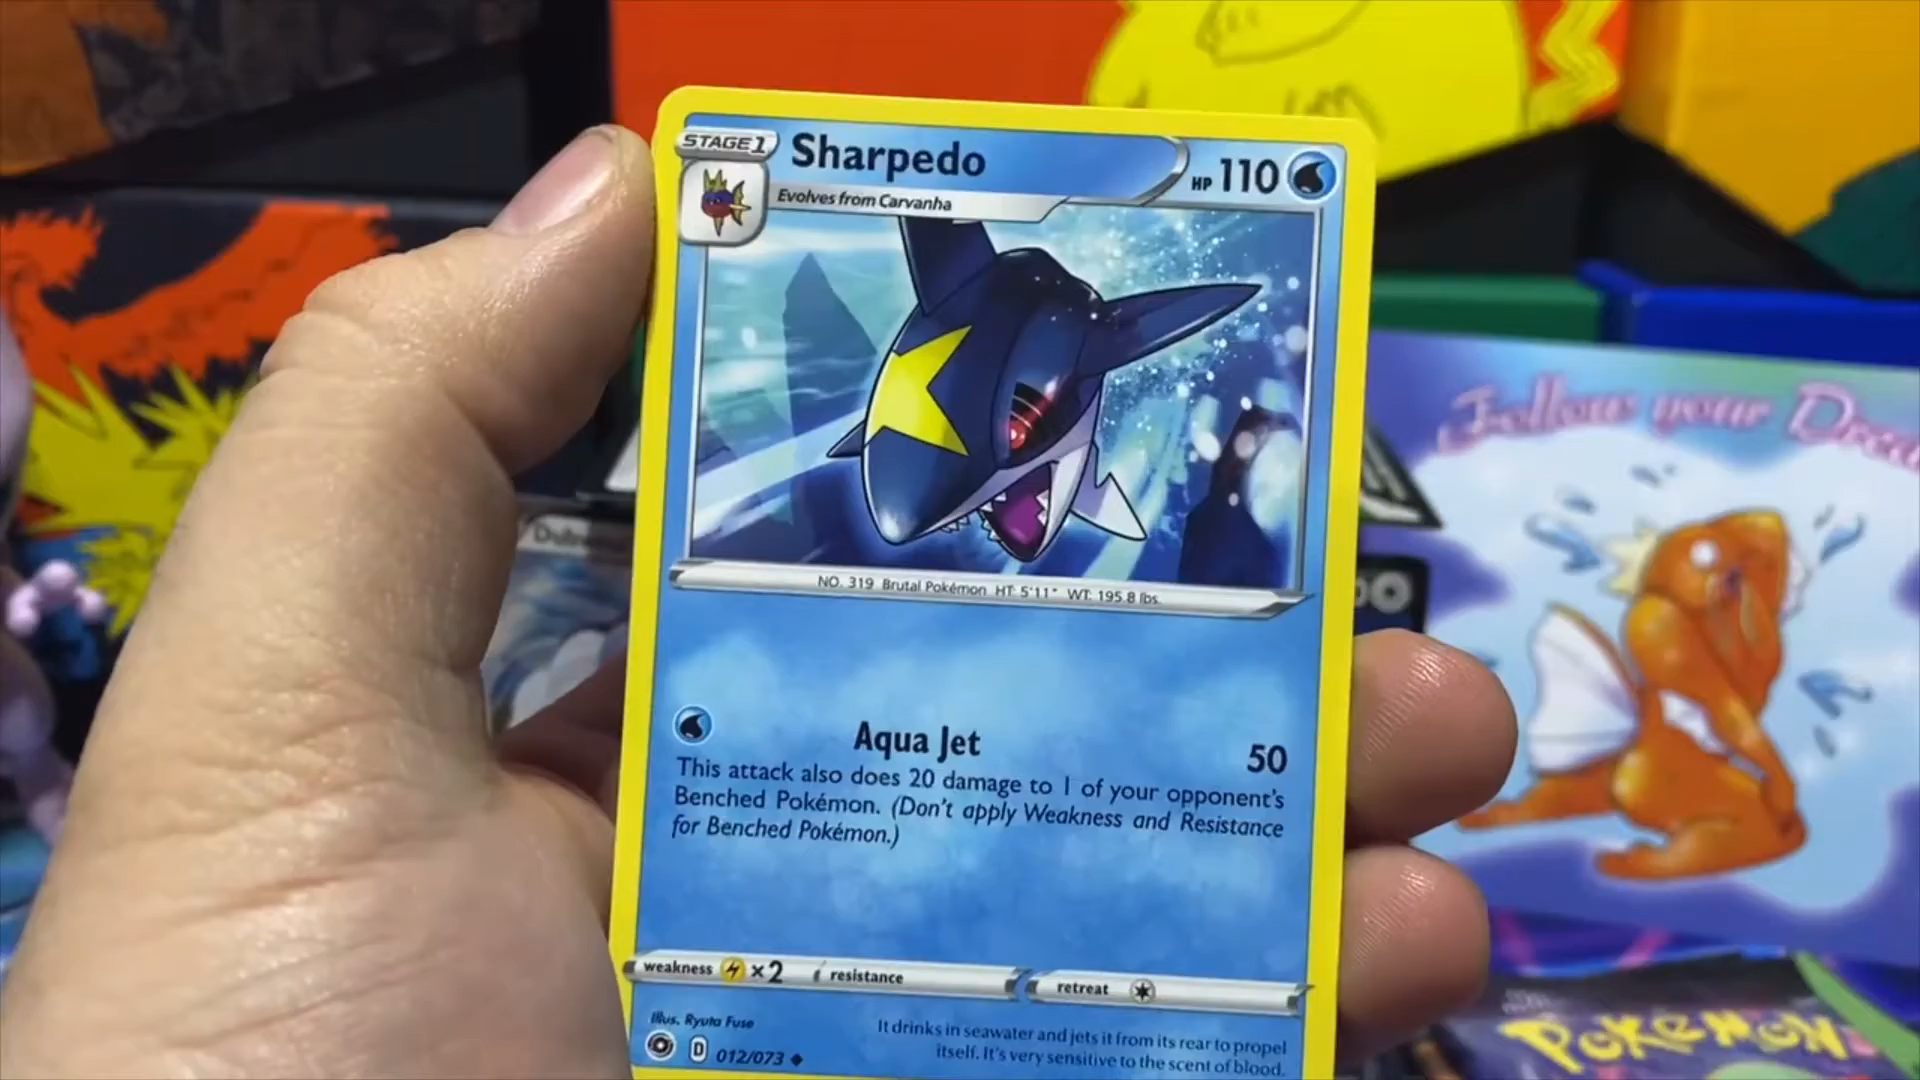 STAGE 1
Sharpedo
HP 110
Evolves from Carvanha
NO. 319 Brutal Pokémon HT: 5'11" WT: 195.8 lbs.
Aqua Jet 50
This attack also does 20 damage to 1 of your opponent's
Benched Pokémon. (Don't apply Weakness and Resistance
for Benched Pokémon.)
weakness ×2 resistance retreat
Illus. Ryuta Fuse
D 012/073
It drinks in seawater and jets it from its rear to propel
itself. It's very sensitive to the scent of blood.
Follow your
POKéMON